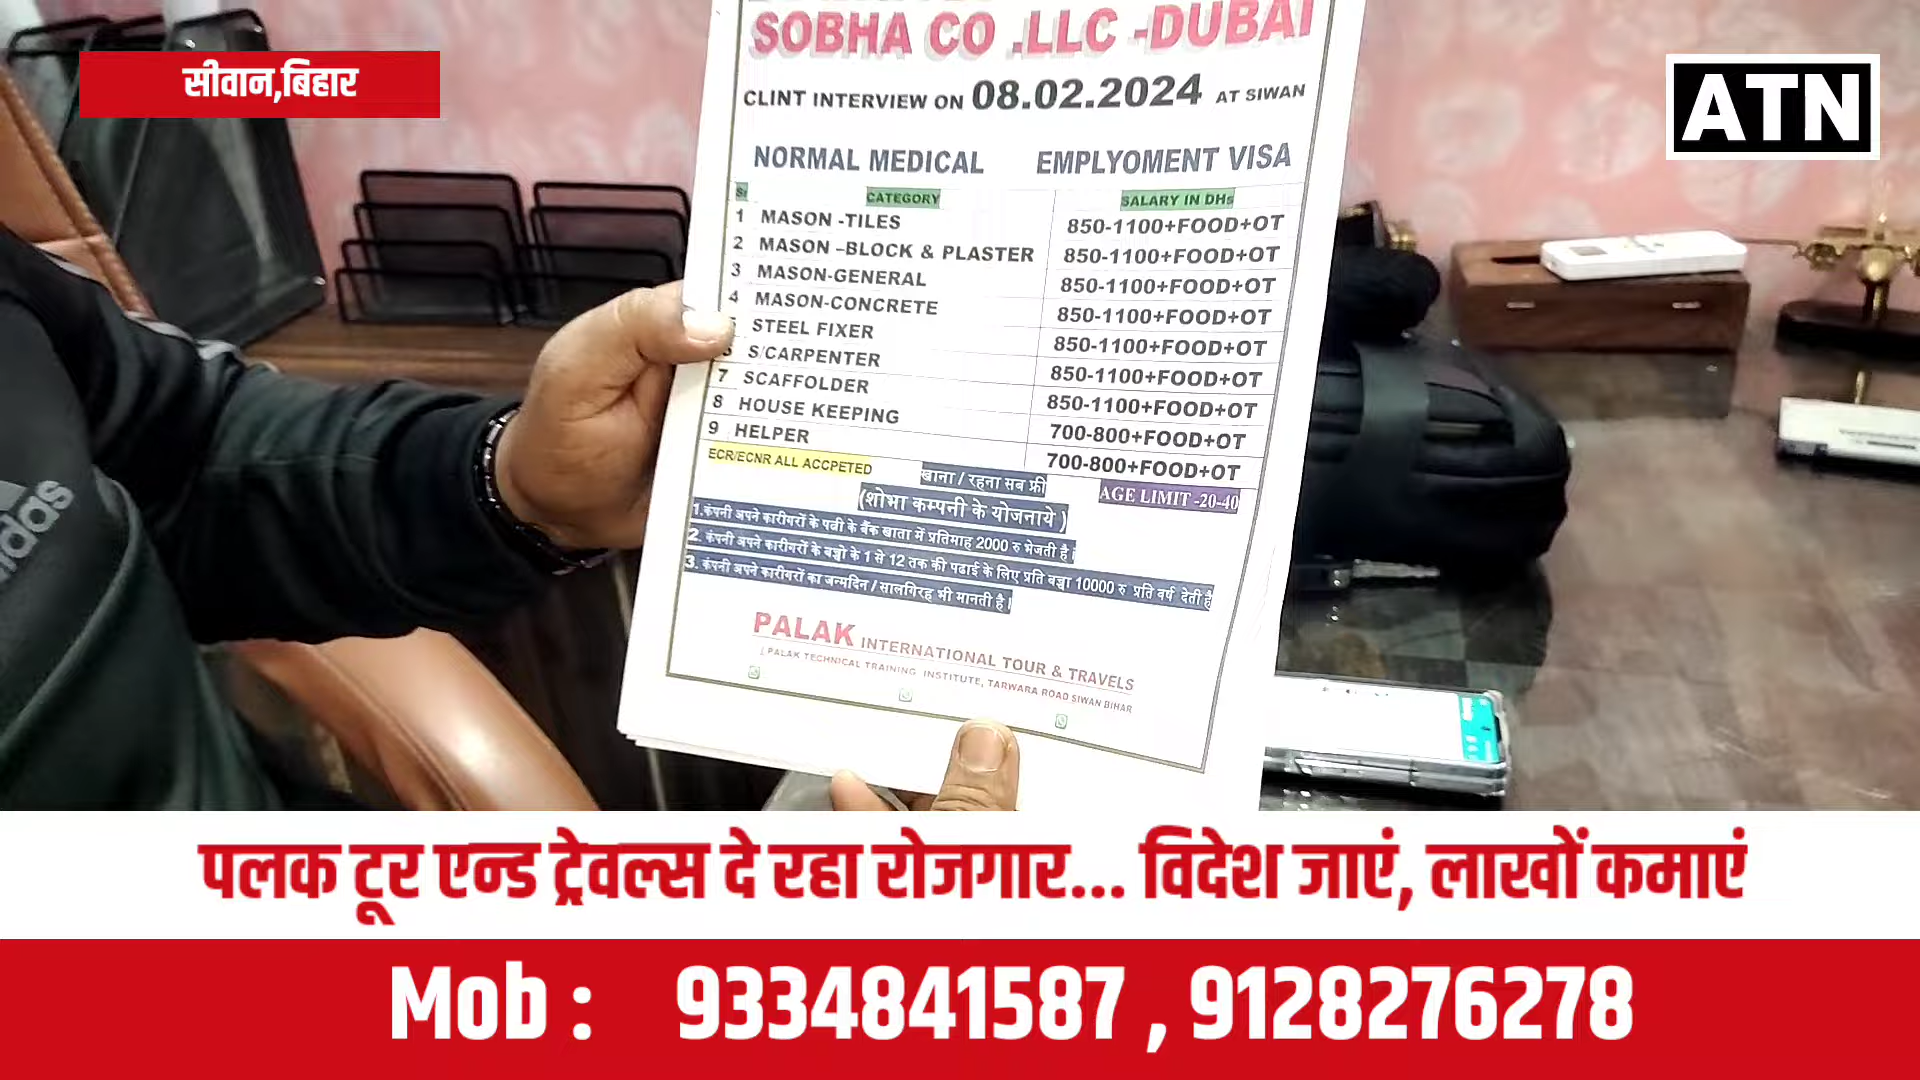 सीवान,बिहार
ATN
SOBHA CO .LLC -DUBAI
CLINT INTERVIEW ON 08.02.2024 AT SIWAN
NORMAL MEDICAL EMPLYOMENT VISA
Sr CATEGORY SALARY IN DHs
1 MASON -TILES 850-1100+FOOD+OT
2 MASON -BLOCK & PLASTER 850-1100+FOOD+OT
3 MASON-GENERAL 850-1100+FOOD+OT
4 MASON-CONCRETE 850-1100+FOOD+OT
5 STEEL FIXER 850-1100+FOOD+OT
6 S/CARPENTER 850-1100+FOOD+OT
7 SCAFFOLDER 850-1100+FOOD+OT
8 HOUSE KEEPING 700-800+FOOD+OT
9 HELPER 700-800+FOOD+OT
ECR/ECNR ALL ACCPETED खाना / रहना सब फ्री AGE LIMIT -20-40
(शोभा कम्पनी के योजनाये )
1.कंपनी अपने कारीगरों के पत्नी के बैंक खाता में प्रतिमाह 2000 रु भेजती है।
2. कंपनी अपने कारीगरों के बच्चो के 1 से 12 तक की पढाई के लिए प्रति बच्चा 10000 रु प्रति वर्ष देती है
3. कंपनी अपने कारीगरों का जन्मदिन / सालगिरह भी मानती है।
PALAK INTERNATIONAL TOUR & TRAVELS
( PALAK TECHNICAL TRAINING INSTITUTE, TARWARA ROAD SIWAN BIHAR
adidas
पलक टूर एन्ड ट्रेवल्स दे रहा रोजगार... विदेश जाएं, लाखों कमाएं
Mob : 9334841587 , 9128276278